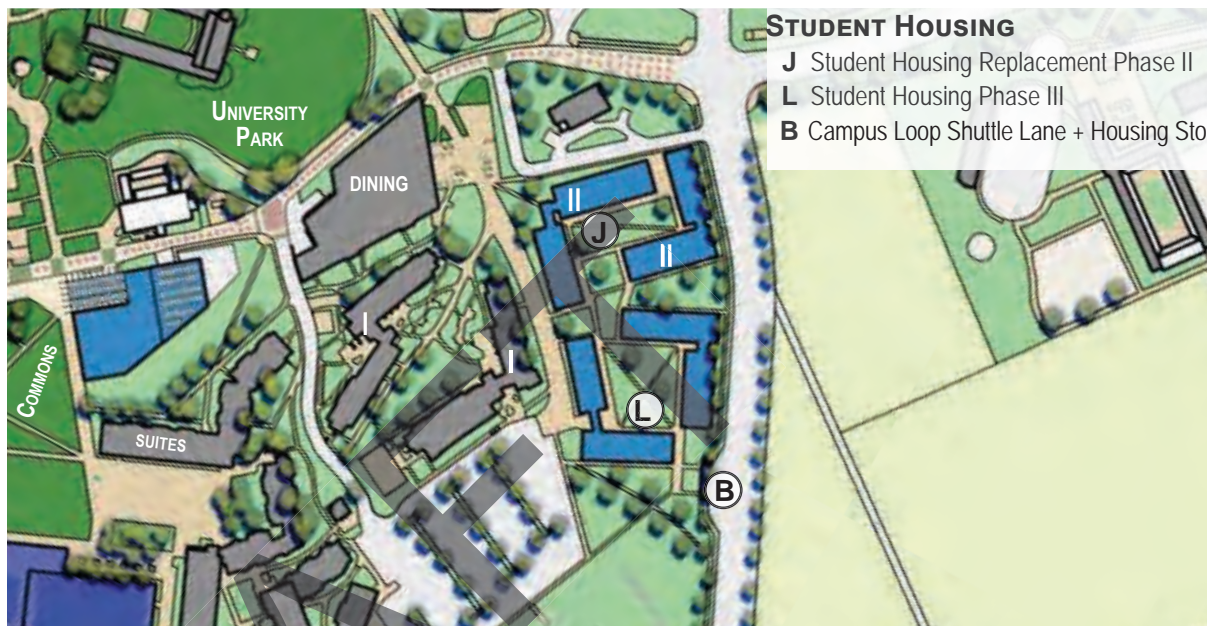 STUDENT HOUSING
J Student Housing Replacement Phase II
L Student Housing Phase III
B Campus Loop Shuttle Lane + Housing Sto
UNIVERSITY
PARK
DINING
II
J
II
I
I
COMMONS
L
SUITES
B